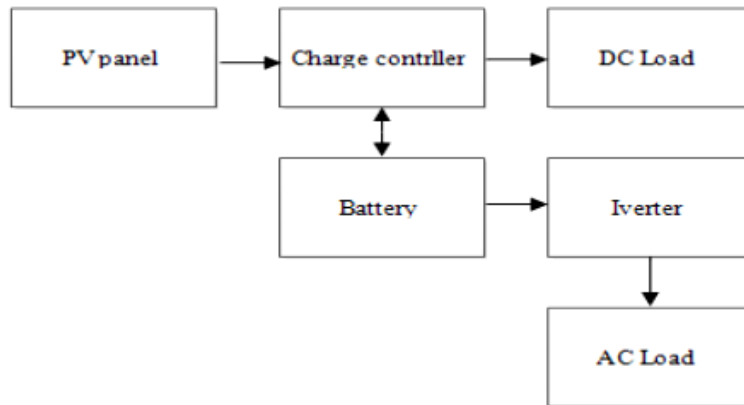 PV panel
Charge contrller
DC Load
Battery
Iverter
AC Load